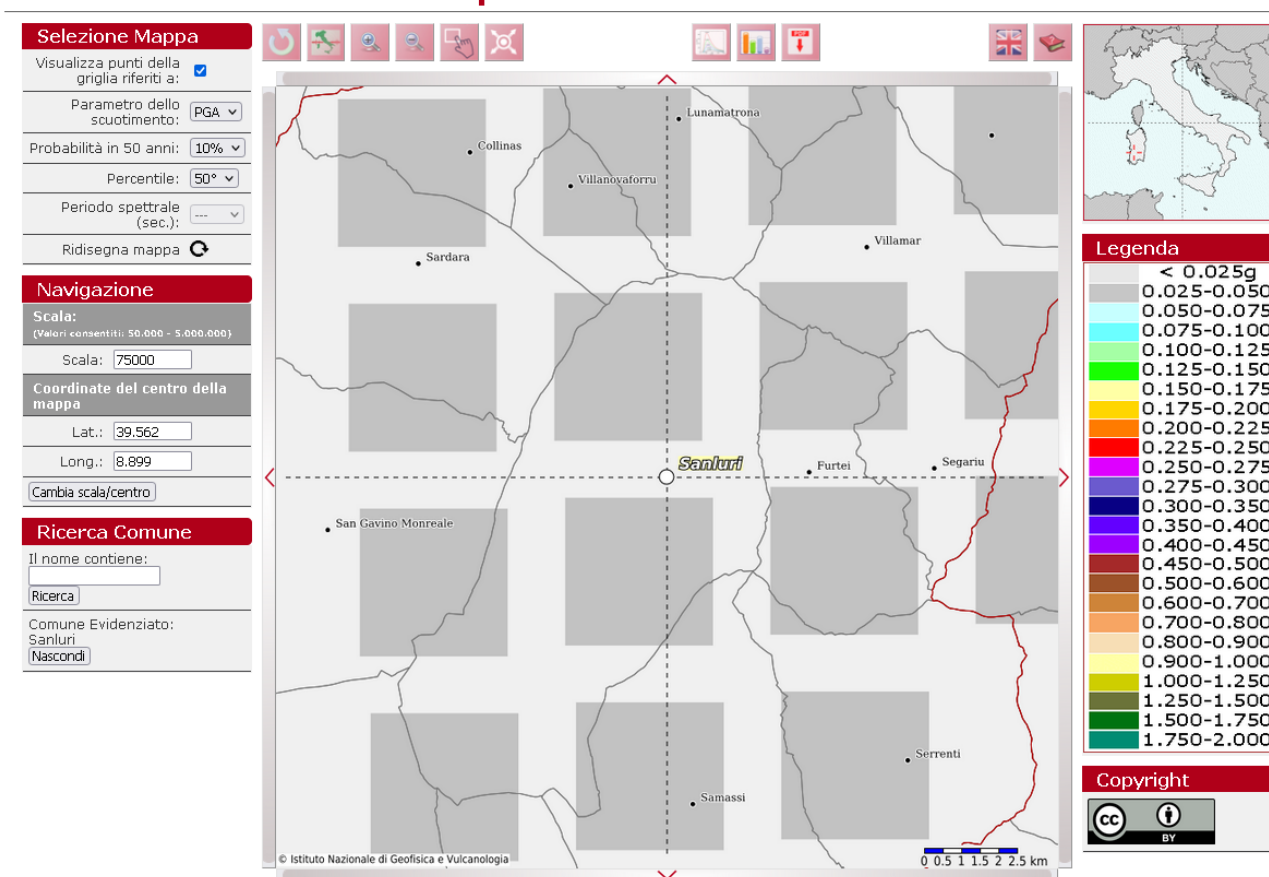 Selezione Mappa
Visualizza punti della
griglia riferiti a:
Parametro dello
scuotimento:
PGA
Probabilità in 50 anni:
10%
Percentile:
50°
Periodo spettrale
(sec.):
---
Ridisegna mappa
Navigazione
Scala:
(Valori consentiti: 50.000 - 5.000.000)
Scala:
75000
Coordinate del centro della
mappa
Lat.:
39.562
Long.:
8.899
Cambia scala/centro
Ricerca Comune
Il nome contiene:
Ricerca
Comune Evidenziato:
Sanluri
Nascondi
PDF
Lunamatrona
Collinas
Villanovaforru
Villamar
Sardara
Sanluri
Furtei
Segariu
San Gavino Monreale
Serrenti
Samassi
© Istituto Nazionale di Geofisica e Vulcanologia
0 0.5 1 1.5 2 2.5 km
Legenda
< 0.025g
0.025-0.050
0.050-0.075
0.075-0.100
0.100-0.125
0.125-0.150
0.150-0.175
0.175-0.200
0.200-0.225
0.225-0.250
0.250-0.275
0.275-0.300
0.300-0.350
0.350-0.400
0.400-0.450
0.450-0.500
0.500-0.600
0.600-0.700
0.700-0.800
0.800-0.900
0.900-1.000
1.000-1.250
1.250-1.500
1.500-1.750
1.750-2.000
Copyright
cc
BY